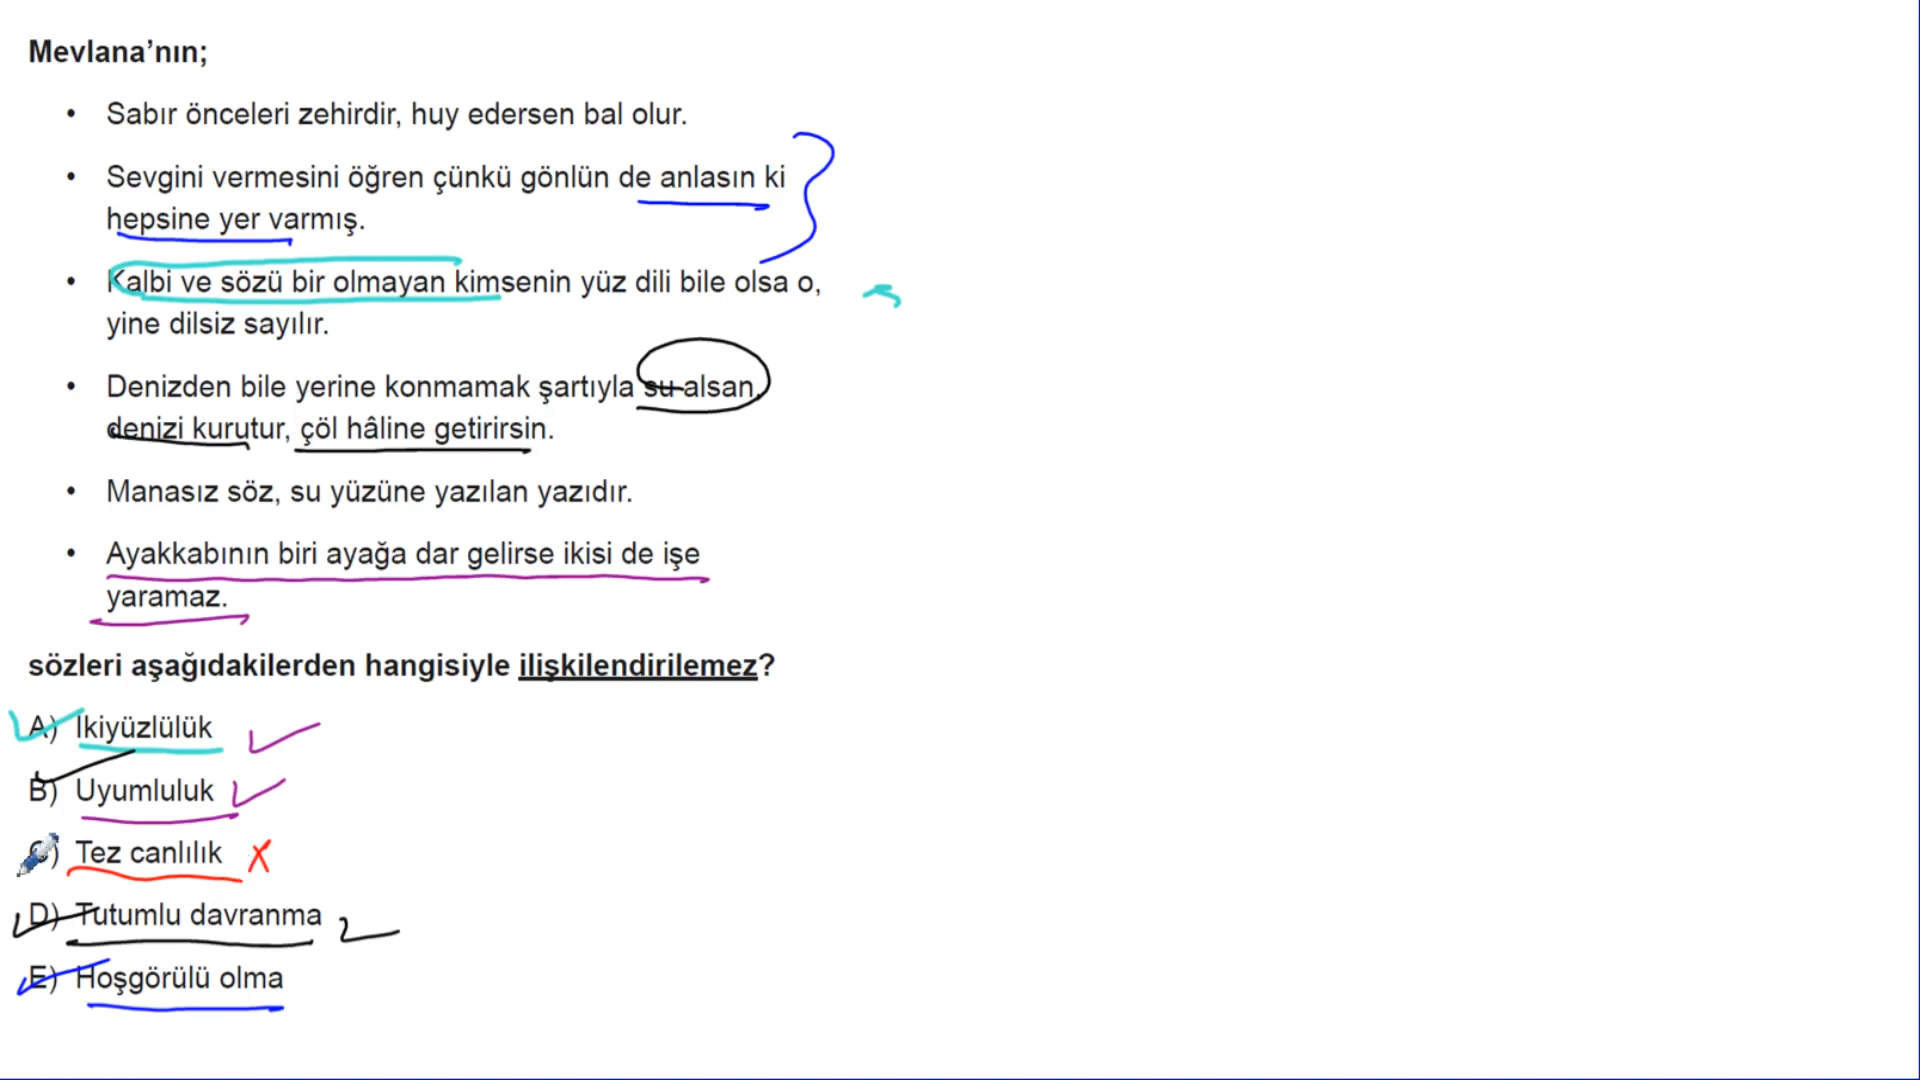 Mevlana’nın;
• Sabır önceleri zehirdir, huy edersen bal olur.
• Sevgini vermesini öğren çünkü gönlün de anlasın ki
hepsine yer varmış.
• Kalbi ve sözü bir olmayan kimsenin yüz dili bile olsa o,
yine dilsiz sayılır.
• Denizden bile yerine konmamak şartıyla su alsan,
denizi kurutur, çöl hâline getirirsin.
• Manasız söz, su yüzüne yazılan yazıdır.
• Ayakkabının biri ayağa dar gelirse ikisi de işe
yaramaz.
sözleri aşağıdakilerden hangisiyle ilişkilendirilemez?
A) İkiyüzlülük
B) Uyumluluk
C) Tez canlılık
D) Tutumlu davranma
E) Hoşgörülü olma